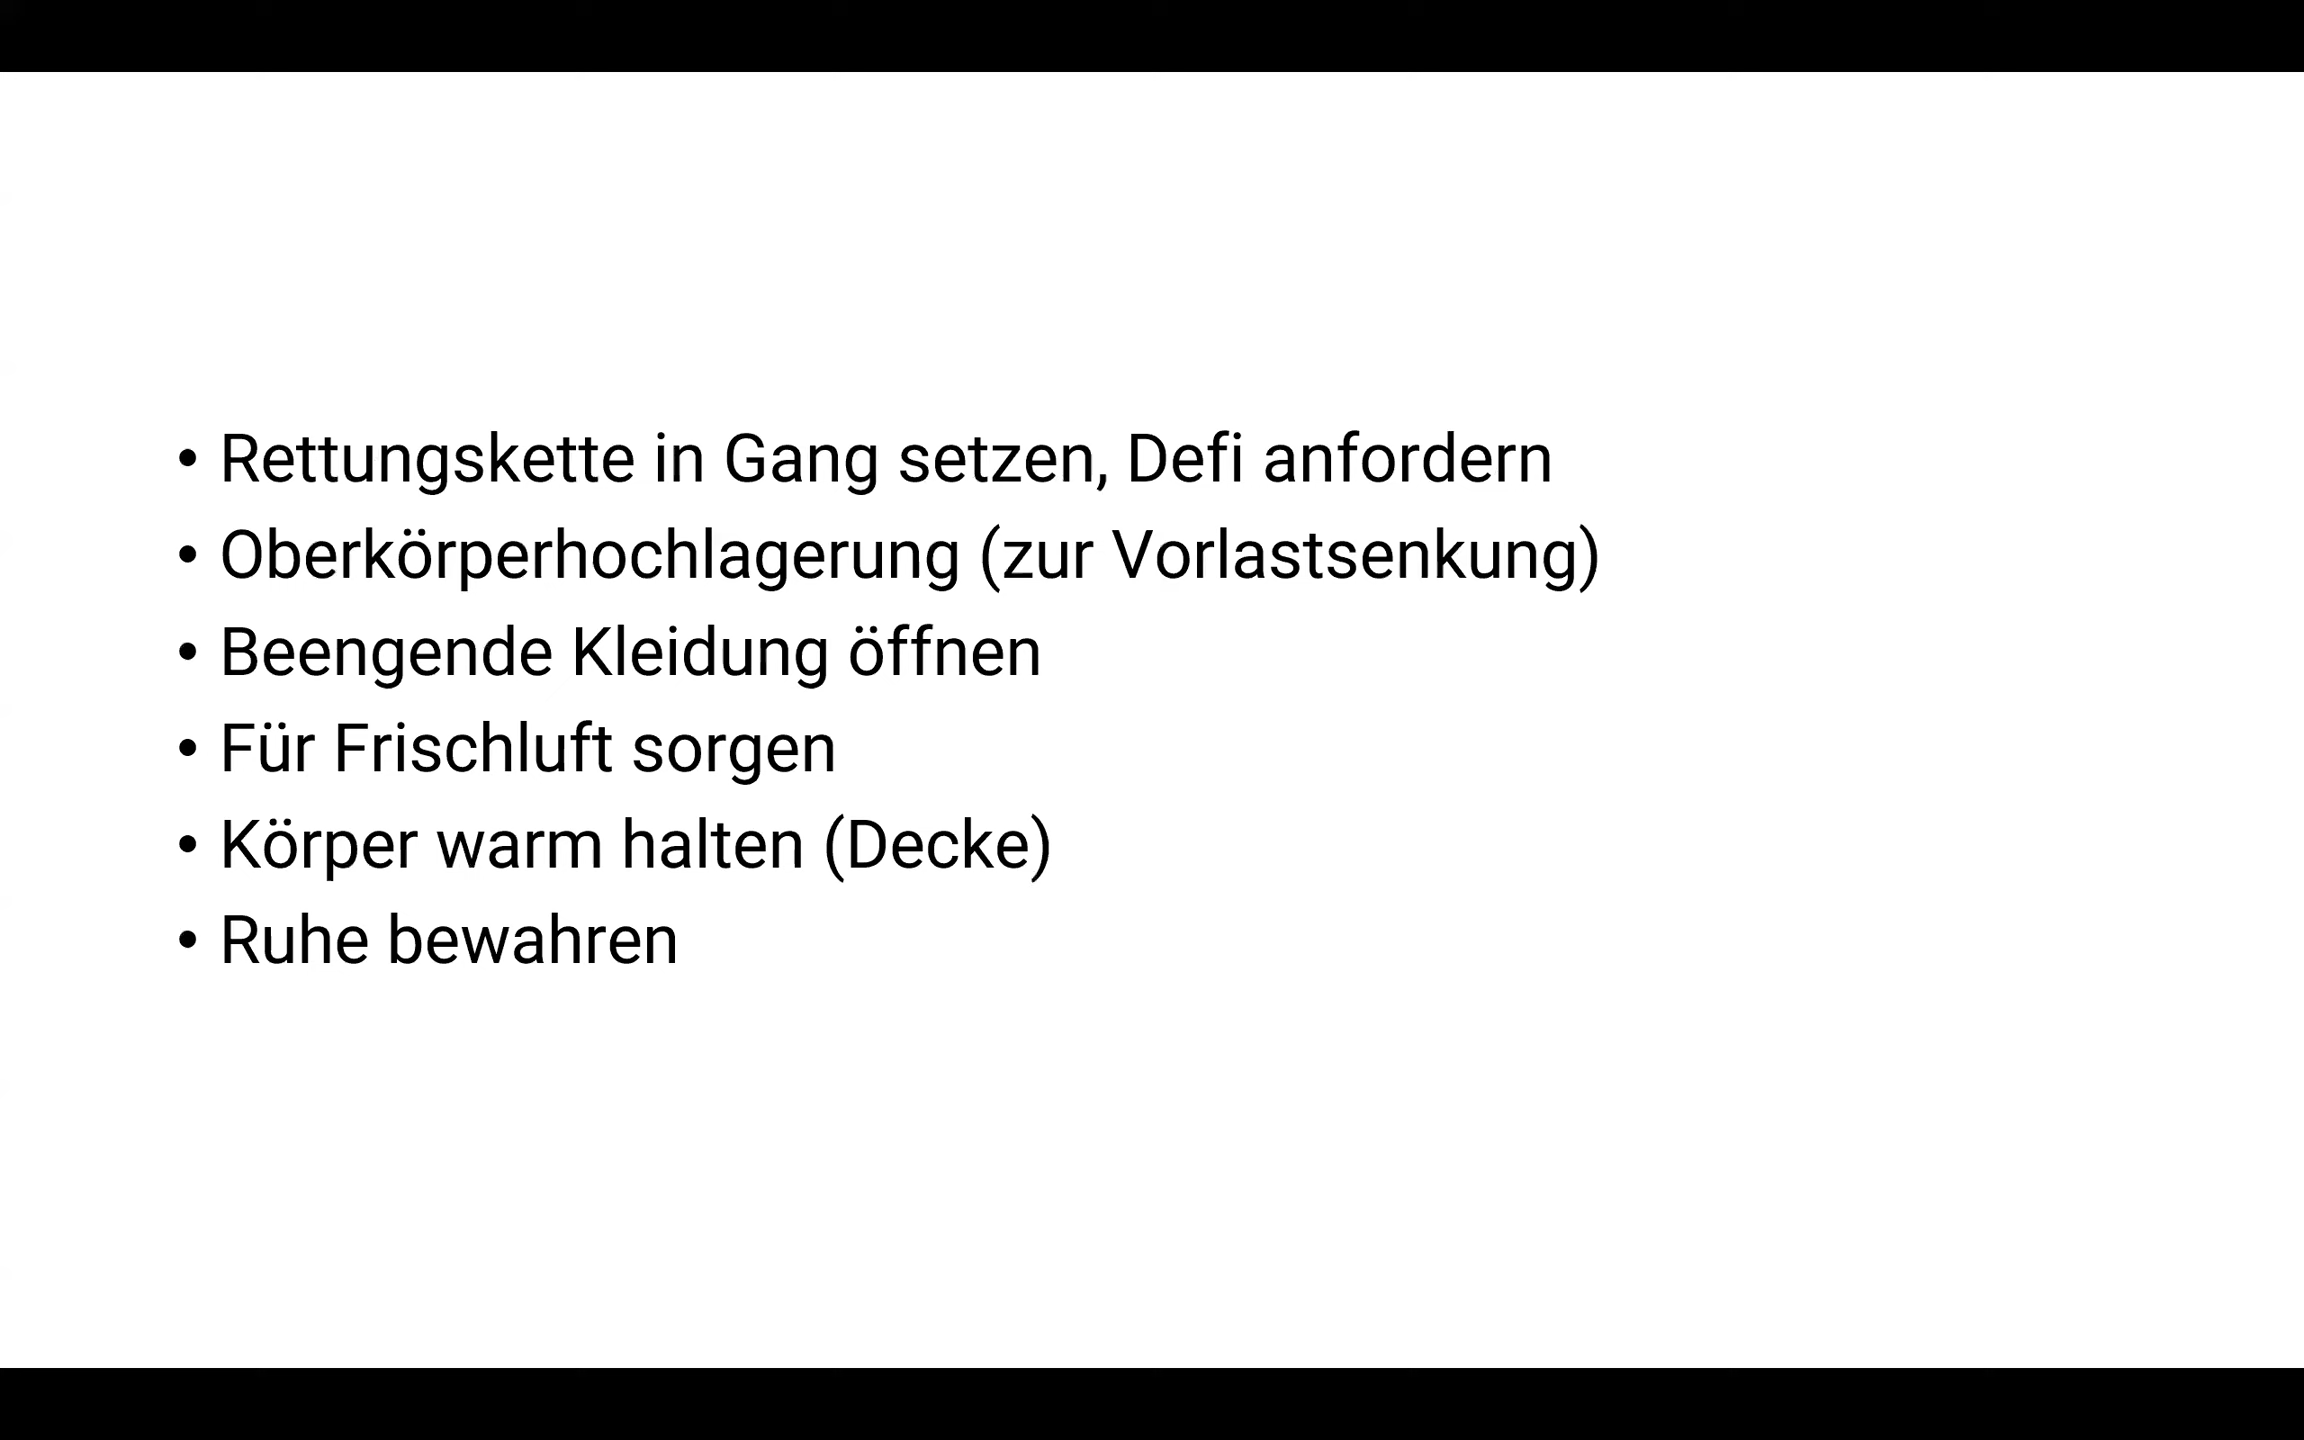 • Rettungskette in Gang setzen, Defi anfordern
• Oberkörperhochlagerung (zur Vorlastsenkung)
• Beengende Kleidung öffnen
• Für Frischluft sorgen
• Körper warm halten (Decke)
• Ruhe bewahren